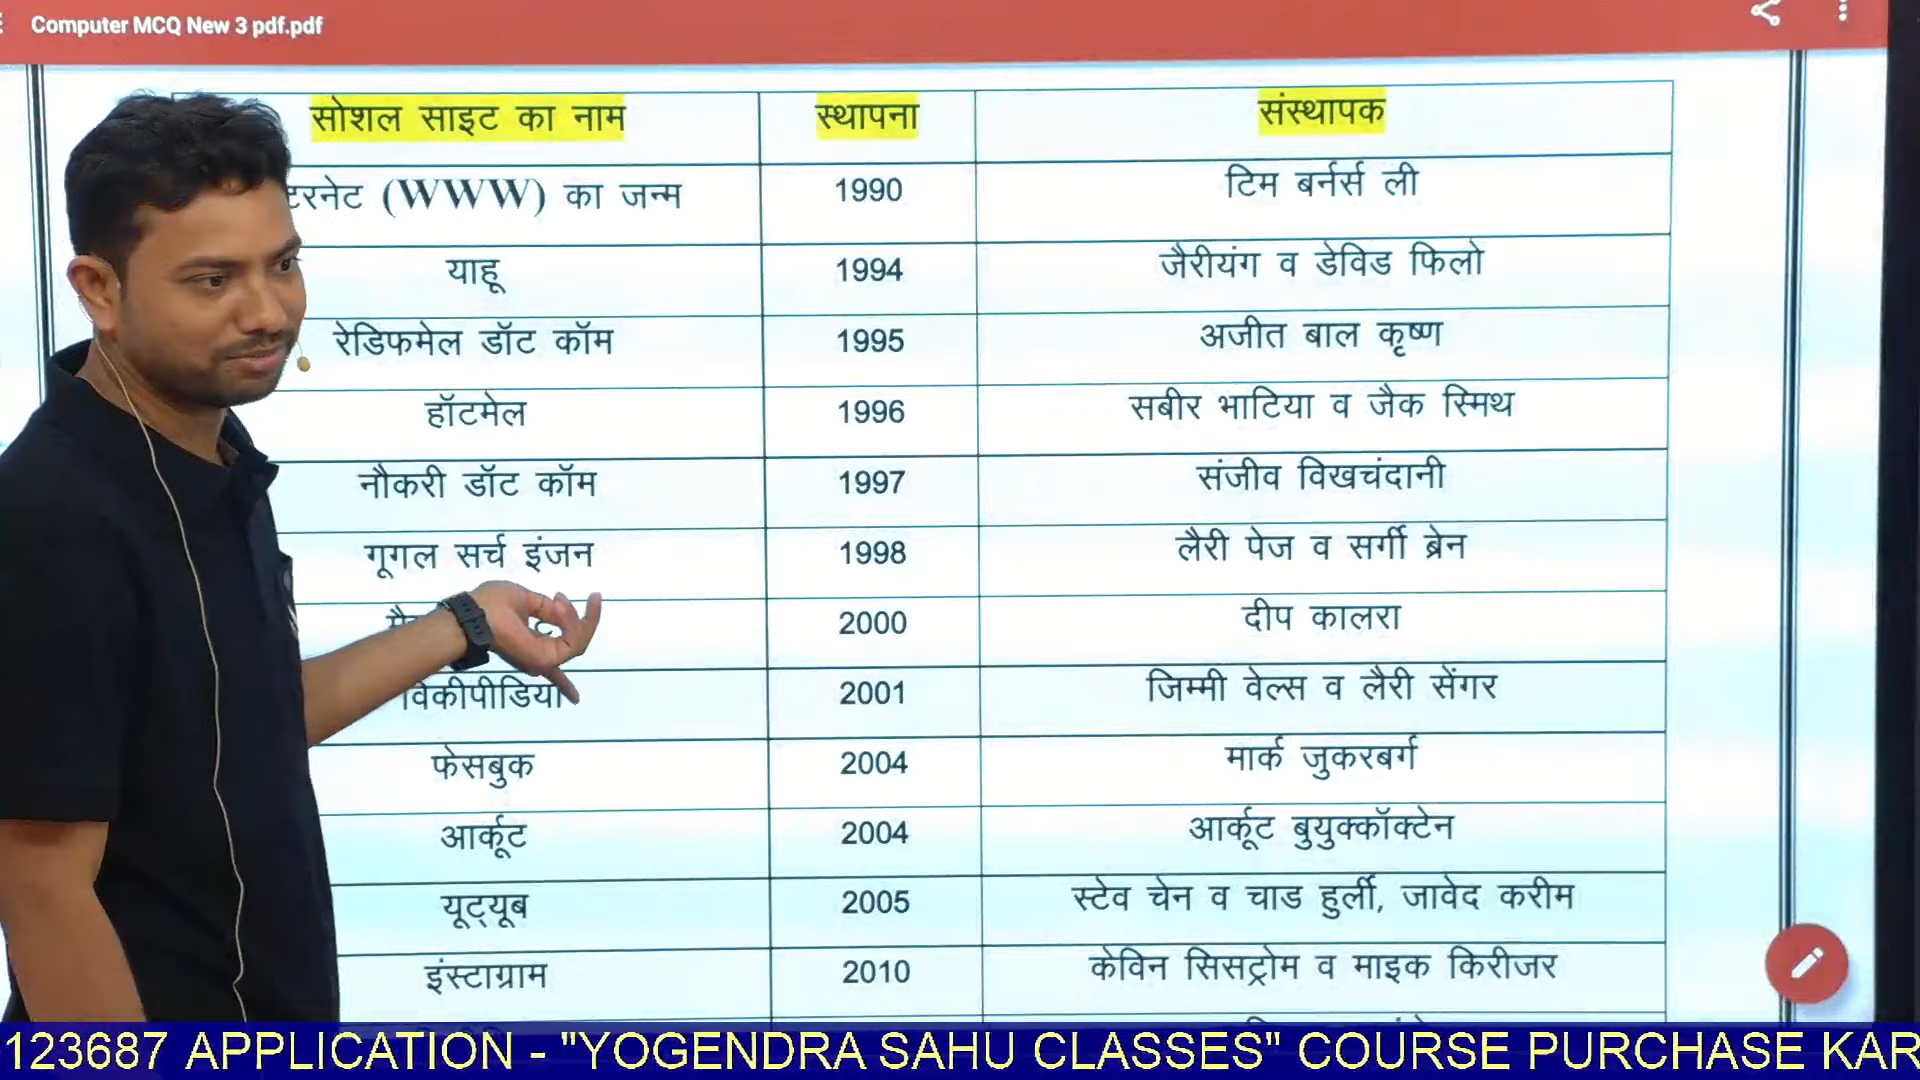 Computer MCQ New 3 pdf.pdf
सोशल साइट का नाम स्थापना संस्थापक
(WWW) का जन्म 1990 टिम बर्नर्स ली
याहू 1994 जैरीयंग व डेविड फिलो
रेडिफमेल डॉट कॉम 1995 अजीत बाल कृष्ण
हॉटमेल 1996 सबीर भाटिया व जैक स्मिथ
नौकरी डॉट कॉम 1997 संजीव विखचंदानी
गूगल सर्च इंजन 1998 लैरी पेज व सर्गी ब्रेन
2000 दीप कालरा
विकीपीडिया 2001 जिम्मी वेल्स व लैरी सेंगर
फेसबुक 2004 मार्क जुकरबर्ग
आर्कूट 2004 आर्कूट बुयुक्कॉक्टेन
यूट्यूब 2005 स्टेव चेन व चाड हुर्ली, जावेद करीम
इंस्टाग्राम 2010 केविन सिसट्रोम व माइक किरीजर
123687 APPLICATION - "YOGENDRA SAHU CLASSES" COURSE PURCHASE KAR